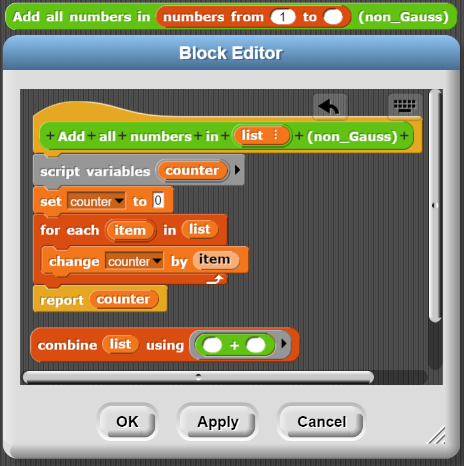 Add all numbers in numbers from 1 to (non_Gauss)
Block Editor
+ Add + all + numbers + in + list ⋮ + (non_Gauss) +
script variables counter
set counter to 0
for each item in list
change counter by item
report counter
combine list using +
OK Apply Cancel